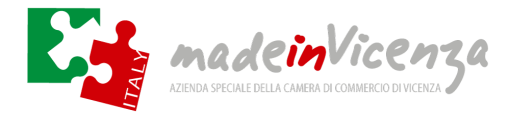 ITALY
madeinVicenza
AZIENDA SPECIALE DELLA CAMERA DI COMMERCIO DI VICENZA